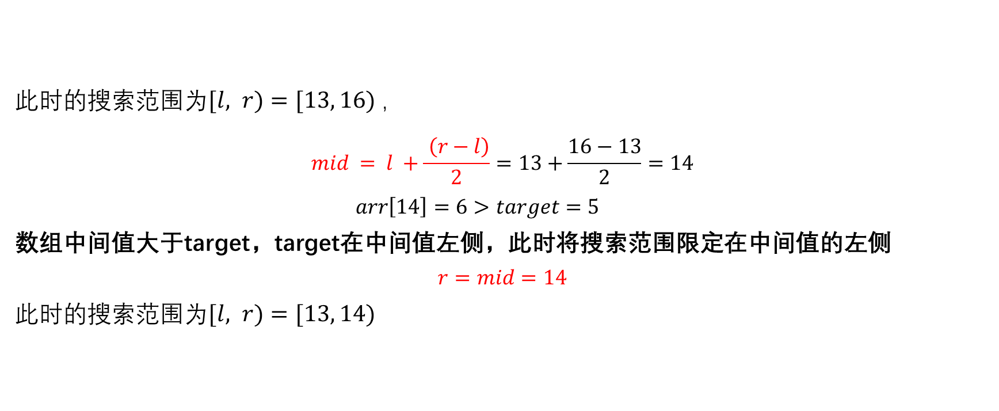 此时的搜索范围为[l, r) = [13,16) ,
mid = l + (r − l)/2 = 13 + (16 − 13)/2 = 14
arr[14] = 6 > target = 5
数组中间值大于target，target在中间值左侧，此时将搜索范围限定在中间值的左侧
r = mid = 14
此时的搜索范围为[l, r) = [13,14)